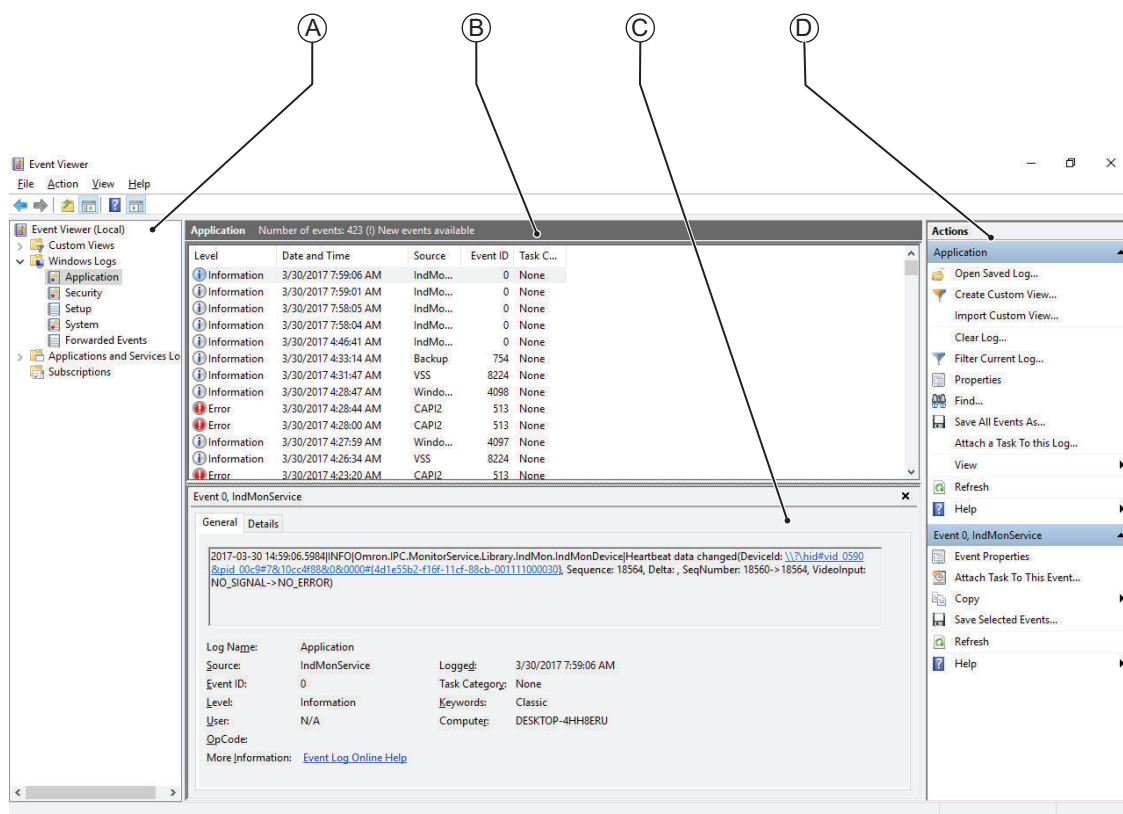 A B C D
Event Viewer
File Action View Help
Event Viewer (Local)
Custom Views
Windows Logs
Application
Security
Setup
System
Forwarded Events
Applications and Services Lo
Subscriptions
Application Number of events: 423 (!) New events available
Level Date and Time Source Event ID Task C...
Information 3/30/2017 7:59:06 AM IndMo... 0 None
Information 3/30/2017 7:59:01 AM IndMo... 0 None
Information 3/30/2017 7:58:05 AM IndMo... 0 None
Information 3/30/2017 7:58:04 AM IndMo... 0 None
Information 3/30/2017 4:46:41 AM IndMo... 0 None
Information 3/30/2017 4:33:14 AM Backup 754 None
Information 3/30/2017 4:31:47 AM VSS 8224 None
Information 3/30/2017 4:28:47 AM Windo... 4098 None
Error 3/30/2017 4:28:44 AM CAPI2 513 None
Error 3/30/2017 4:28:00 AM CAPI2 513 None
Information 3/30/2017 4:27:59 AM Windo... 4097 None
Information 3/30/2017 4:26:34 AM VSS 8224 None
Error 3/30/2017 4:23:20 AM CAPI2 513 None
Event 0, IndMonService
General Details
2017-03-30 14:59:06.5984|INFO|Omron.IPC.MonitorService.Library.IndMon.IndMonDevice|Heartbeat data changed(DeviceId: \\?\hid#vid_0590
&pid_00c9#7&10cc4f88&0&0000#{4d1e55b2-f16f-11cf-88cb-001111000030}, Sequence: 18564, Delta: , SeqNumber: 18560->18564, VideoInput:
NO_SIGNAL->NO_ERROR)
Log Name: Application
Source: IndMonService Logged: 3/30/2017 7:59:06 AM
Event ID: 0 Task Category: None
Level: Information Keywords: Classic
User: N/A Computer: DESKTOP-4HH8ERU
OpCode:
More Information: Event Log Online Help
Actions
Application
Open Saved Log...
Create Custom View...
Import Custom View...
Clear Log...
Filter Current Log...
Properties
Find...
Save All Events As...
Attach a Task To this Log...
View
Refresh
Help
Event 0, IndMonService
Event Properties
Attach Task To This Event...
Copy
Save Selected Events...
Refresh
Help